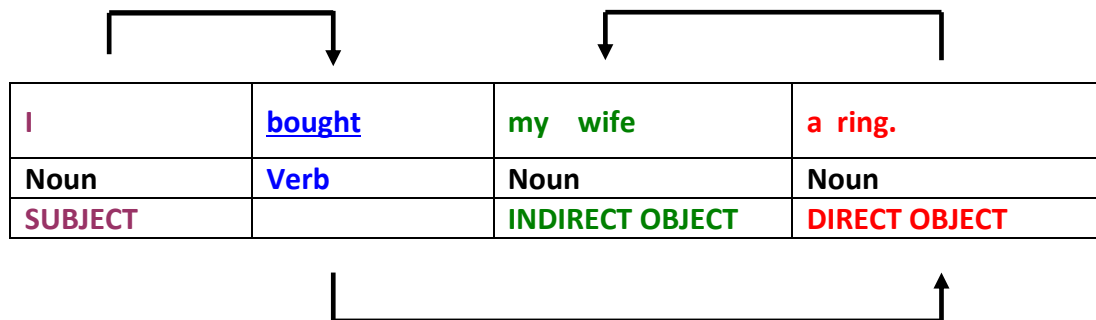 I bought my wife a ring.
Noun Verb Noun Noun
SUBJECT INDIRECT OBJECT DIRECT OBJECT